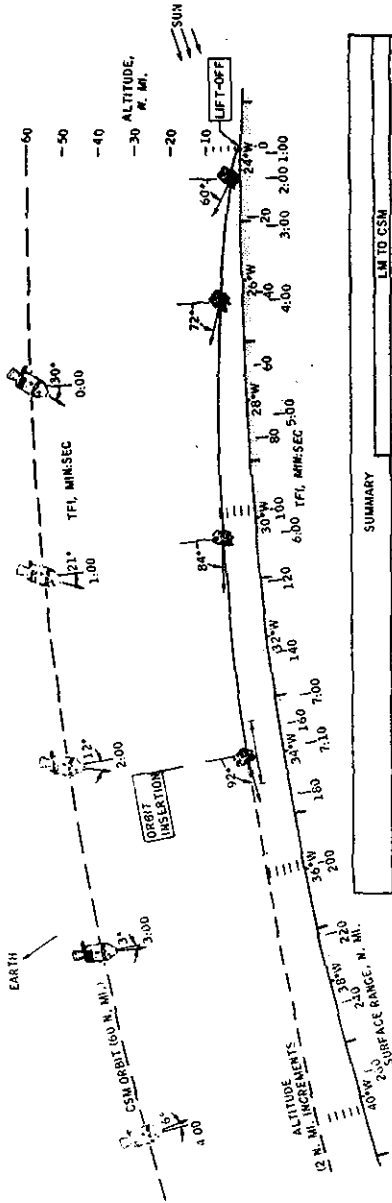 EARTH
SUN
CSM ORBIT (60 N. MI.)
TFI, MIN:SEC
4:00
6°
3:00
3°
2:00
12°
1:00
21°
0:00
30°
ALTITUDE,
N. MI.
60
50
40
30
20
10
LIFT-OFF
ORBIT
INSERTION
92°
84°
72°
60°
ALTITUDE
(2 N. MI. INCREMENTS
40°W
38°W
36°W
34°W
32°W
30°W
28°W
26°W
24°W
240
220
200
180
160
140
120
100
80
60
40
20
0
SURFACE RANGE, N. MI.
7:10
7:00
6:00
5:00
4:00
3:00
2:00
1:00
TFI, MIN:SEC
SUMMARY
LM TO CSM